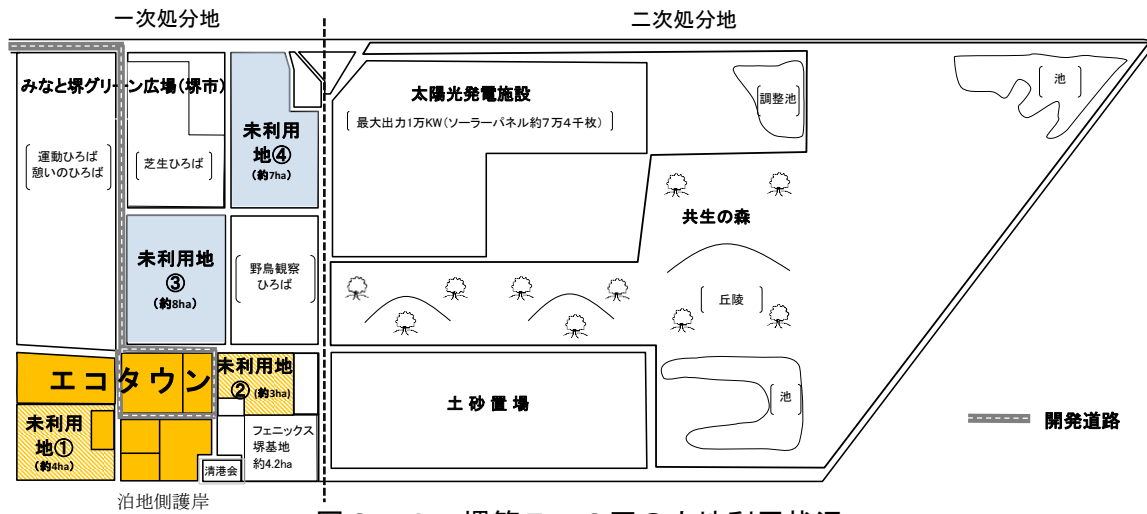 一次処分地
二次処分地
みなと堺グリーン広場(堺市)
運動ひろば
憩いのひろば
芝生ひろば
未利用
地④
(約7ha)
太陽光発電施設
最大出力1万KW(ソーラーパネル約7万4千枚)
調整池
池
未利用地
③
(約8ha)
野鳥観察
ひろば
共生の森
丘陵
エコタウン
未利用地
②(約3ha)
未利用
地①
(約4ha)
フェニックス
堺基地
約4.2ha
清港会
土砂置場
池
開発道路
泊地側護岸